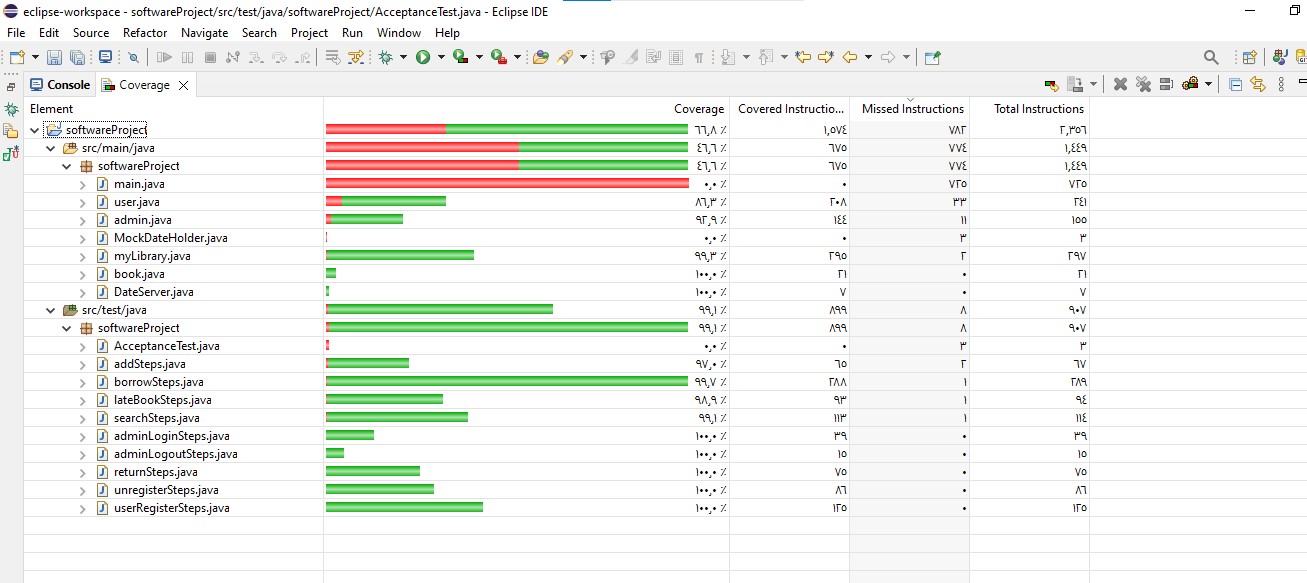 eclipse-workspace - softwareProject/src/test/java/softwareProject/AcceptanceTest.java - Eclipse IDE
File Edit Source Refactor Navigate Search Project Run Window Help
Console Coverage
Element Coverage Covered Instructio... Missed Instructions Total Instructions
softwareProject ٦٦٫٨ ٪ ١٬٥٧٤ ٧٨٢ ٢٬٣٥٦
src/main/java ٤٦٫٦ ٪ ٦٧٥ ٧٧٤ ١٬٤٤٩
softwareProject ٤٦٫٦ ٪ ٦٧٥ ٧٧٤ ١٬٤٤٩
main.java ٠٫٠ ٪ ٠ ٧٢٥ ٧٢٥
user.java ٨٦٫٣ ٪ ٢٠٨ ٣٣ ٢٤١
admin.java ٩٢٫٩ ٪ ١٤٤ ١١ ١٥٥
MockDateHolder.java ٠٫٠ ٪ ٠ ٣ ٣
myLibrary.java ٩٩٫٣ ٪ ٢٩٥ ٢ ٢٩٧
book.java ١٠٠٫٠ ٪ ٢١ ٠ ٢١
DateServer.java ١٠٠٫٠ ٪ ٧ ٠ ٧
src/test/java ٩٩٫١ ٪ ٨٩٩ ٨ ٩٠٧
softwareProject ٩٩٫١ ٪ ٨٩٩ ٨ ٩٠٧
AcceptanceTest.java ٠٫٠ ٪ ٠ ٣ ٣
addSteps.java ٩٧٫٠ ٪ ٦٥ ٢ ٦٧
borrowSteps.java ٩٩٫٧ ٪ ٢٨٨ ١ ٢٨٩
lateBookSteps.java ٩٨٫٩ ٪ ٩٣ ١ ٩٤
searchSteps.java ٩٩٫١ ٪ ١١٣ ١ ١١٤
adminLoginSteps.java ١٠٠٫٠ ٪ ٣٩ ٠ ٣٩
adminLogoutSteps.java ١٠٠٫٠ ٪ ١٥ ٠ ١٥
returnSteps.java ١٠٠٫٠ ٪ ٧٥ ٠ ٧٥
unregisterSteps.java ١٠٠٫٠ ٪ ٨٦ ٠ ٨٦
userRegisterSteps.java ١٠٠٫٠ ٪ ١٢٥ ٠ ١٢٥